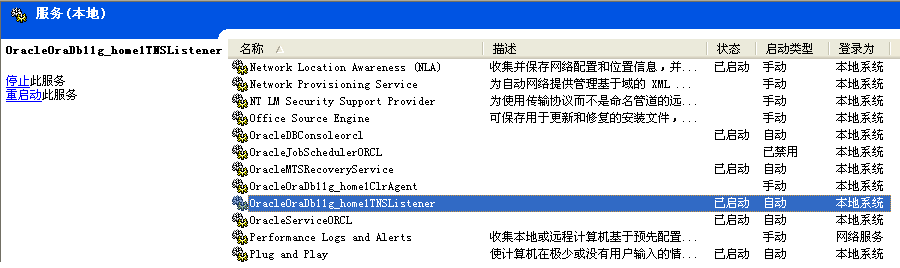 服务(本地)
OracleOraDb11g_home1TNSListener
停止此服务
重启动此服务
名称 描述 状态 启动类型 登录为
Network Location Awareness (NLA) 收集并保存网络配置和位置信息，并... 已启动 手动 本地系统
Network Provisioning Service 为自动网络提供管理基于域的 XML ... 手动 本地系统
NT LM Security Support Provider 为使用传输协议而不是命名管道的远... 手动 本地系统
Office Source Engine 可保存用于更新和修复的安装文件，... 手动 本地系统
OracleDBConsoleorcl 已启动 自动 本地系统
OracleJobSchedulerORCL 已禁用 本地系统
OracleMTSRecoveryService 已启动 自动 本地系统
OracleOraDb11g_home1ClrAgent 手动 本地系统
OracleOraDb11g_home1TNSListener 已启动 自动 本地系统
OracleServiceORCL 已启动 自动 本地系统
Performance Logs and Alerts 收集本地或远程计算机基于预先配置... 手动 网络服务
Plug and Play 使计算机在极少或没有用户输入的情... 已启动 自动 本地系统